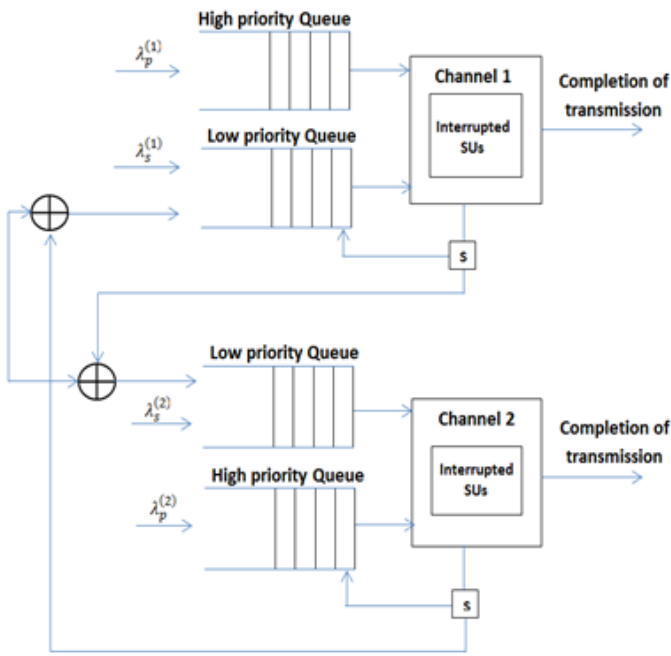 High priority Queue
λₚ⁽¹⁾
Channel 1
Completion of
transmission
Interrupted
SUs
Low priority Queue
λₛ⁽¹⁾
s
Low priority Queue
λₛ⁽²⁾
Channel 2
Completion of
transmission
Interrupted
SUs
High priority Queue
λₚ⁽²⁾
s